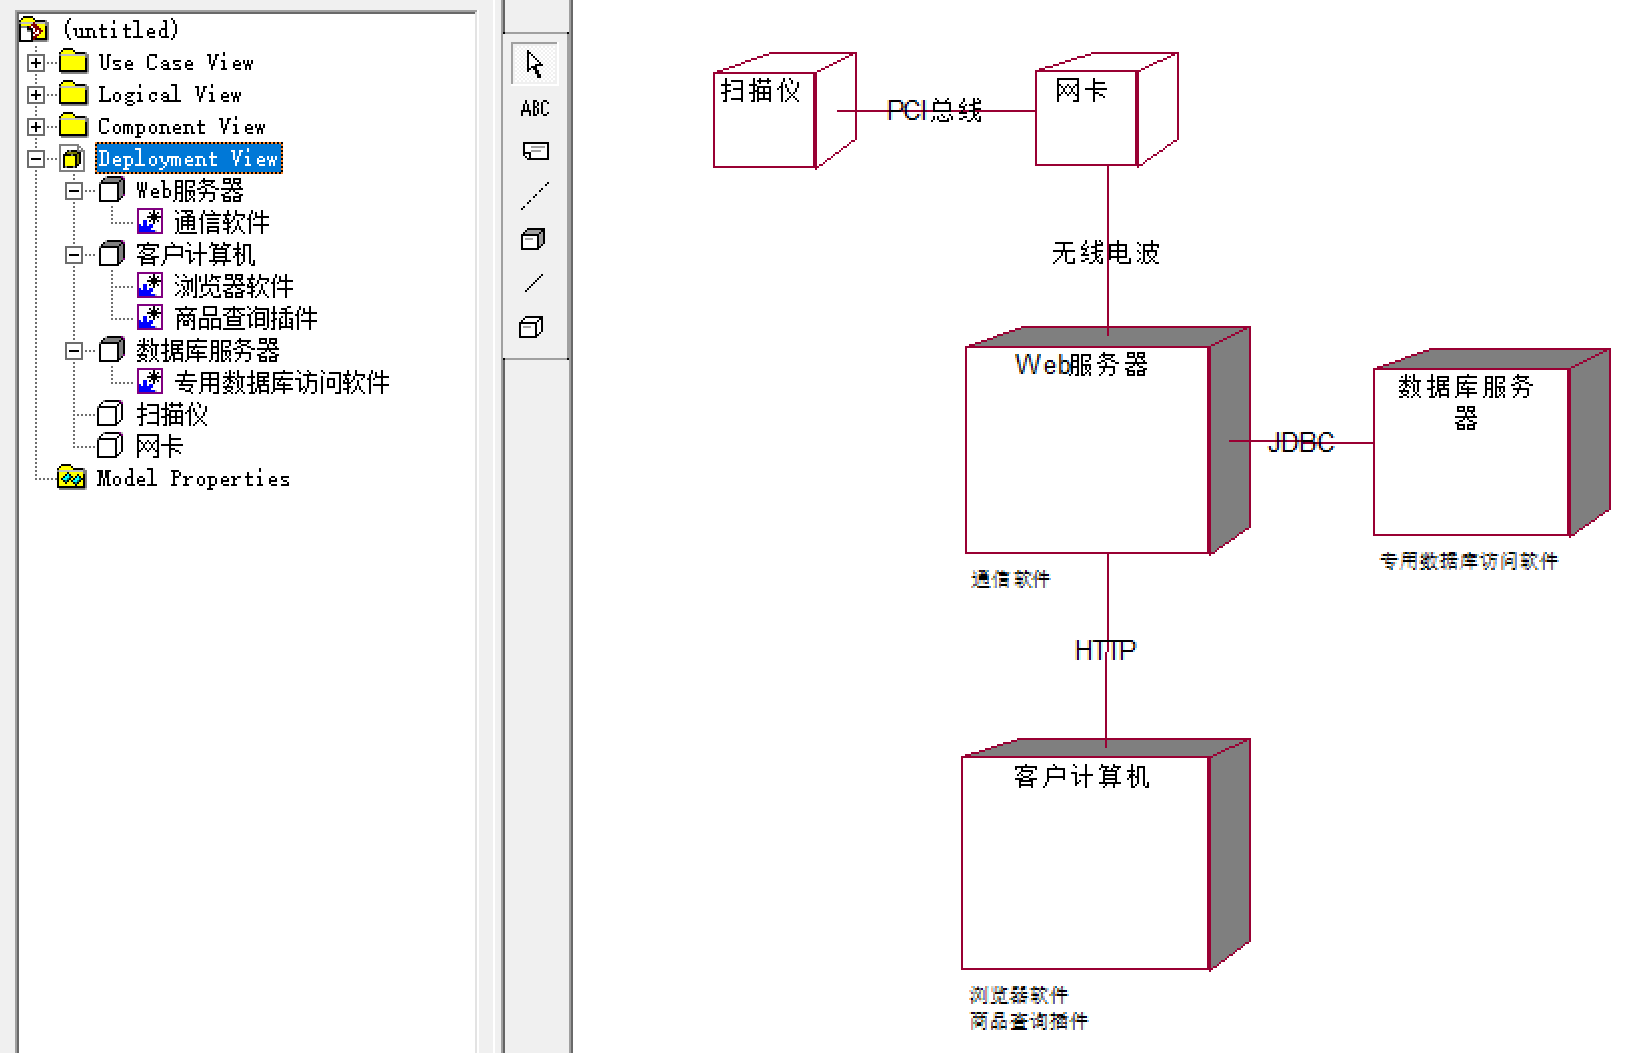 (untitled)
Use Case View
Logical View
Component View
Deployment View
Web服务器
通信软件
客户计算机
浏览器软件
商品查询插件
数据库服务器
专用数据库访问软件
扫描仪
网卡
Model Properties
ABC
扫描仪
PCI总线
网卡
无线电波
Web服务器
JDBC
数据库服务
器
通信软件
专用数据库访问软件
HTTP
客户计算机
浏览器软件
商品查询插件